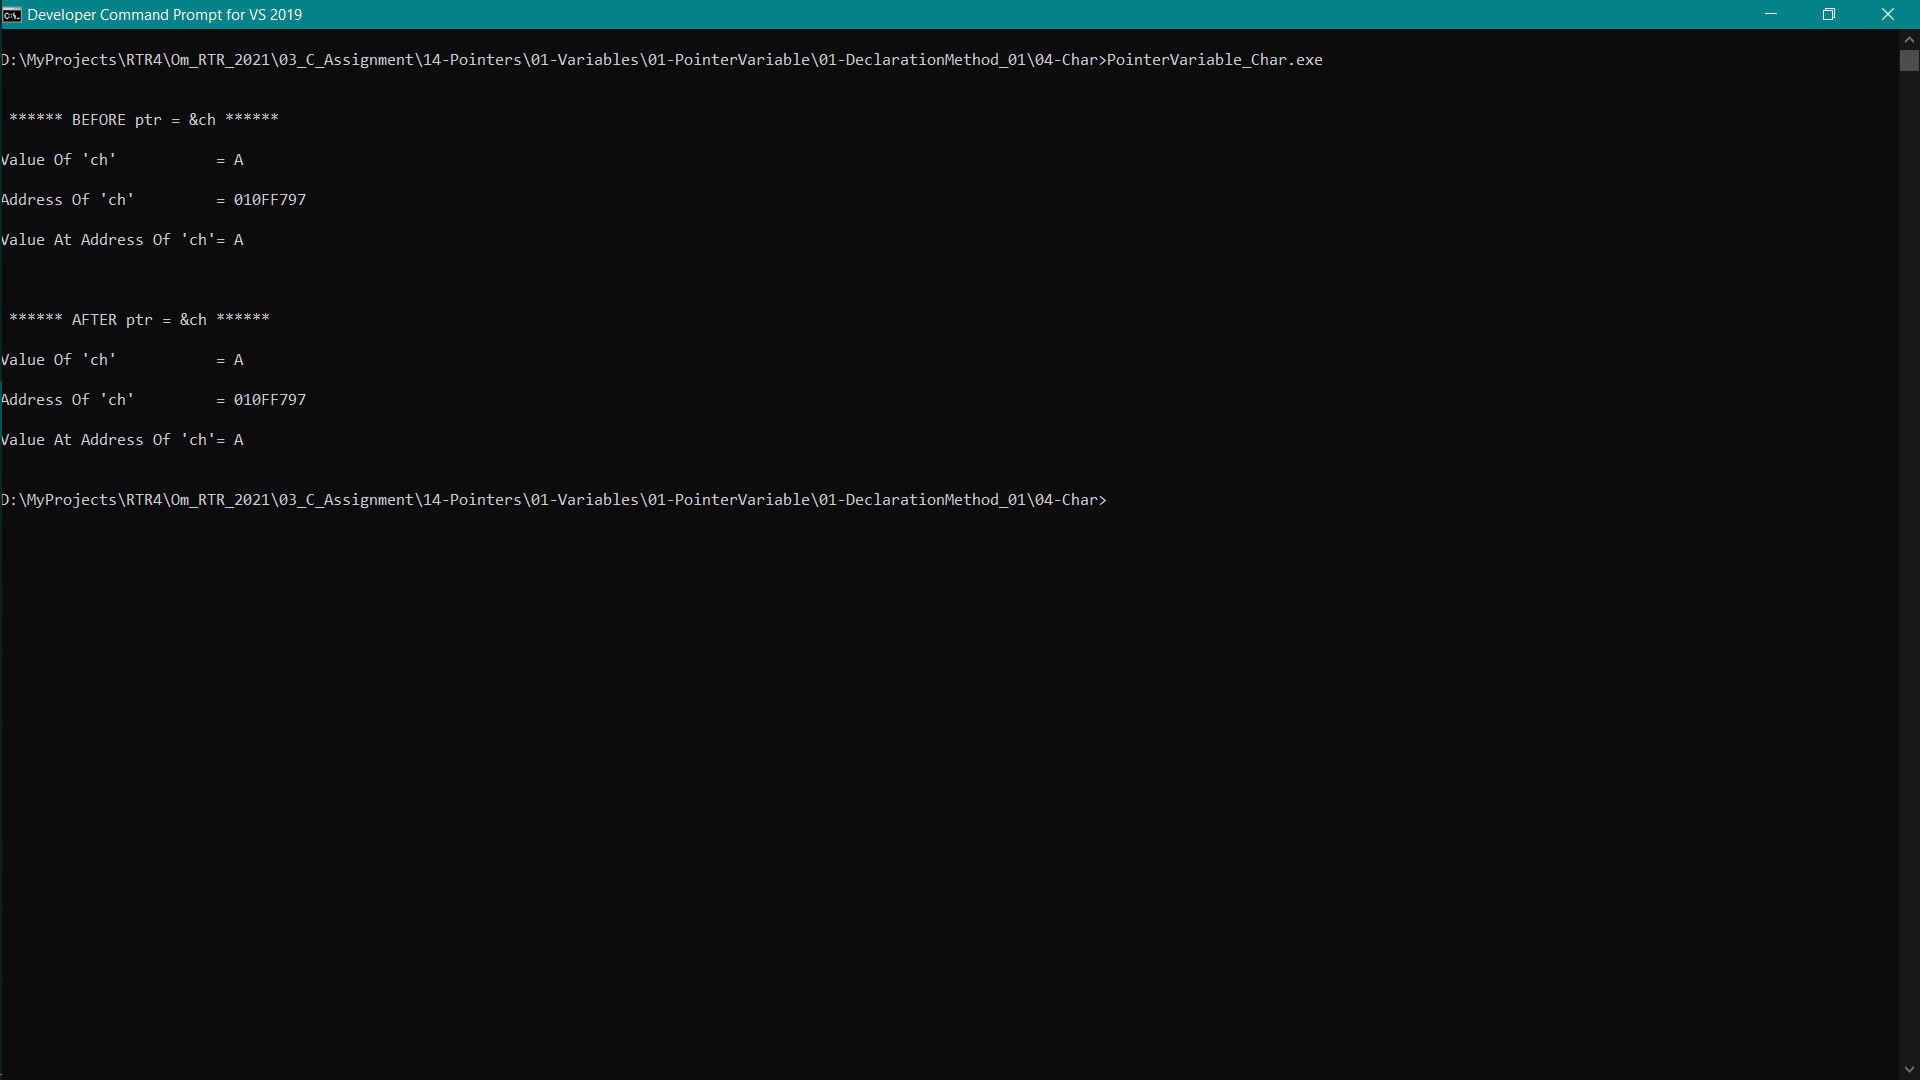 Developer Command Prompt for VS 2019
D:\MyProjects\RTR4\Om_RTR_2021\03_C_Assignment\14-Pointers\01-Variables\01-PointerVariable\01-DeclarationMethod_01\04-Char>PointerVariable_Char.exe
****** BEFORE ptr = &ch ******
Value Of 'ch'           = A
Address Of 'ch'         = 010FF797
Value At Address Of 'ch'= A
****** AFTER ptr = &ch ******
Value Of 'ch'           = A
Address Of 'ch'         = 010FF797
Value At Address Of 'ch'= A
D:\MyProjects\RTR4\Om_RTR_2021\03_C_Assignment\14-Pointers\01-Variables\01-PointerVariable\01-DeclarationMethod_01\04-Char>